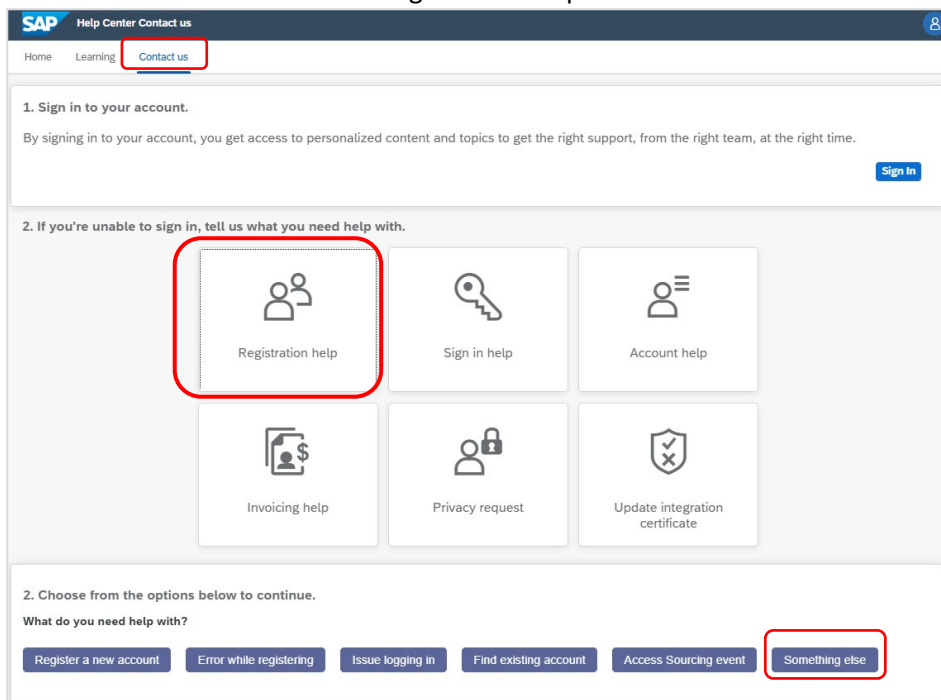 SAP Help Center Contact us
Home Learning Contact us
1. Sign in to your account.
By signing in to your account, you get access to personalized content and topics to get the right support, from the right team, at the right time.
Sign In
2. If you're unable to sign in, tell us what you need help with.
Registration help Sign in help Account help
$
Invoicing help Privacy request Update integration
certificate
2. Choose from the options below to continue.
What do you need help with?
Register a new account Error while registering Issue logging in Find existing account Access Sourcing event Something else